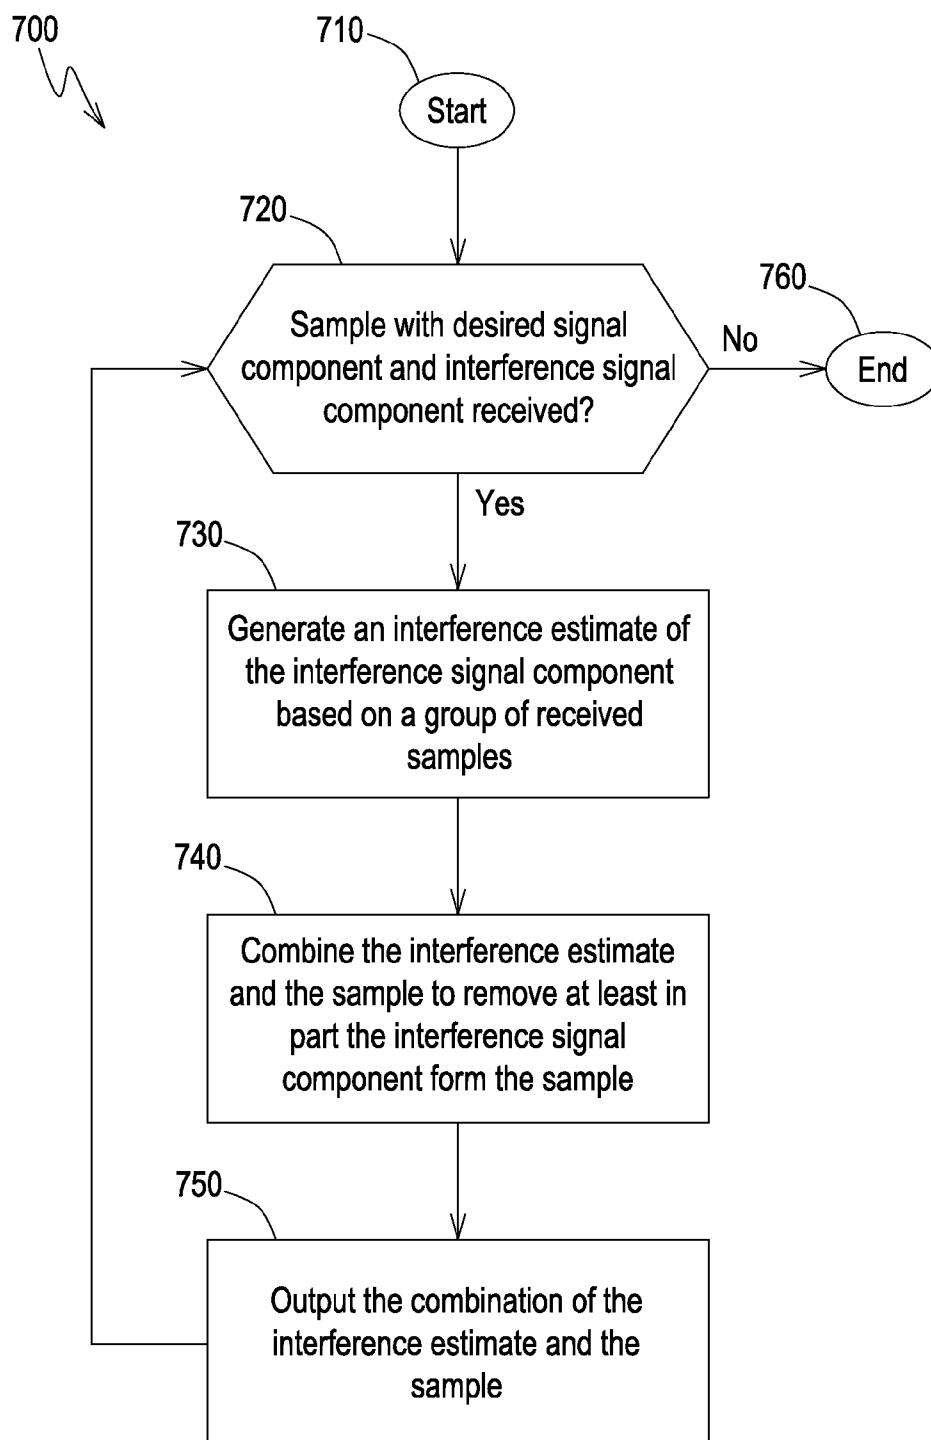 700
710
Start
720
Sample with desired signal
component and interference signal
component received?
No
760
End
Yes
730
Generate an interference estimate of
the interference signal component
based on a group of received
samples
740
Combine the interference estimate
and the sample to remove at least in
part the interference signal
component form the sample
750
Output the combination of the
interference estimate and the
sample